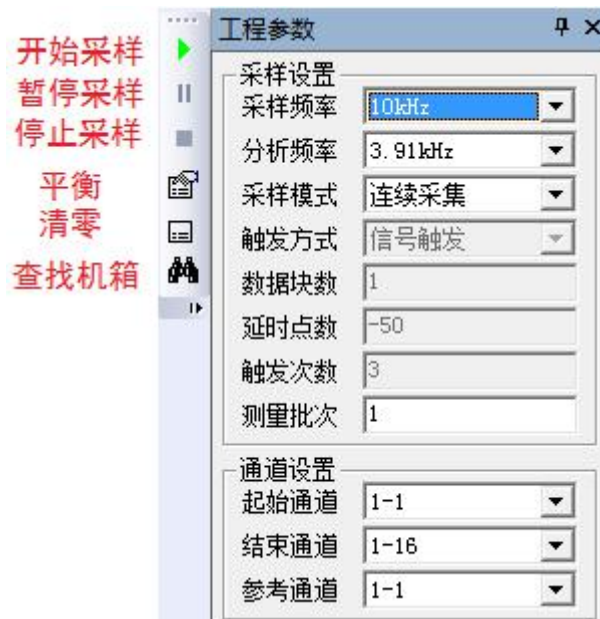 开始采样
暂停采样
停止采样
平衡
清零
查找机箱
工程参数
采样设置
采样频率 10kHz
分析频率 3.91kHz
采样模式 连续采集
触发方式 信号触发
数据块数 1
延时点数 -50
触发次数 3
测量批次 1
通道设置
起始通道 1-1
结束通道 1-16
参考通道 1-1